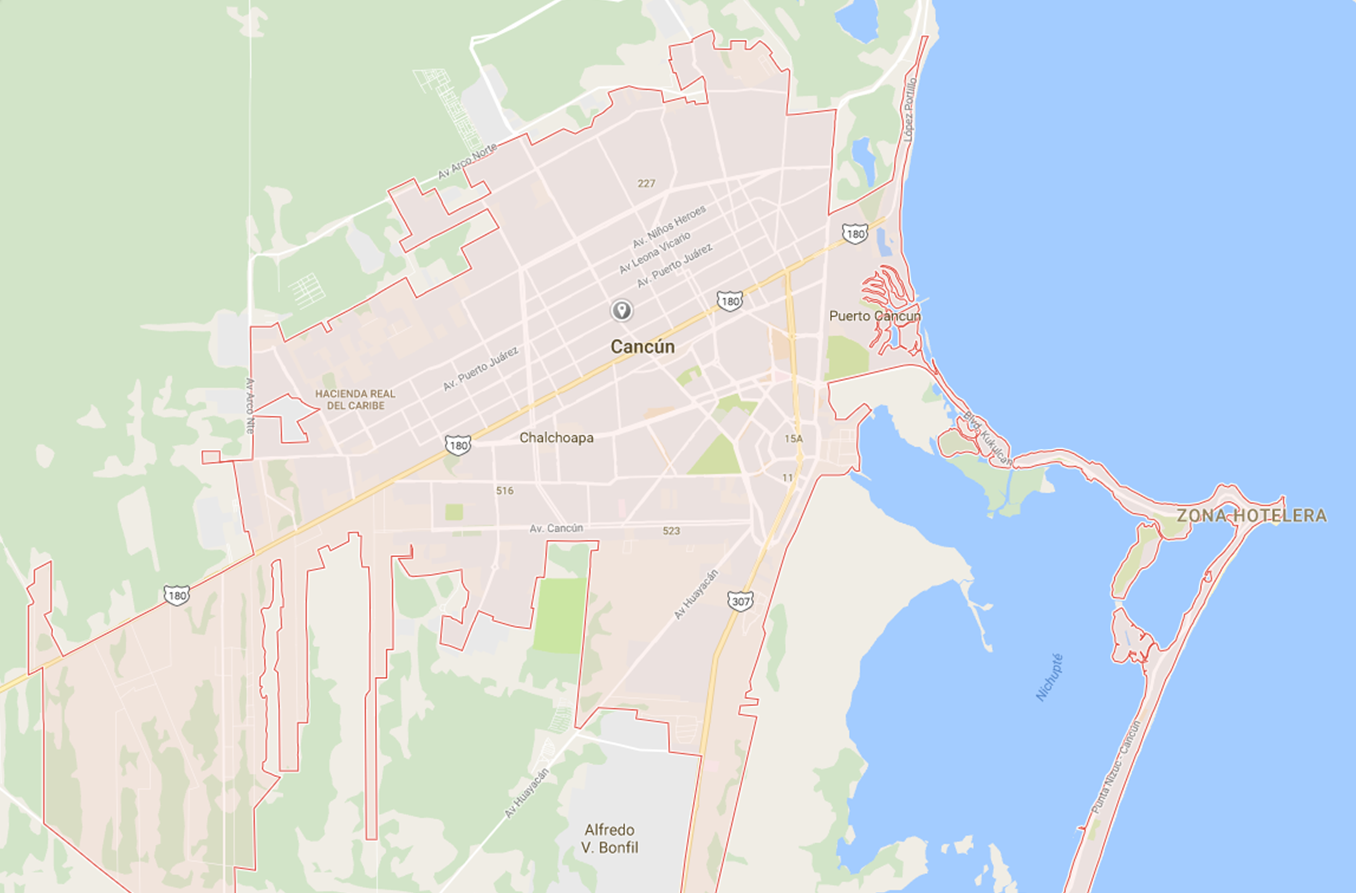 López Portillo
Av Arco Norte
227
Av. Niños Heroes
180
Av Leona Vicario
Av. Puerto Juárez
180
Puerto Cancun
Cancún
Av. Puerto Juárez
HACIENDA REAL
DEL CARIBE
Av Arco Nte
Blvd. Kukulcan
Chalchoapa
180
15A
11
516
ZONA HOTELERA
Av. Cancún
523
180
Av Huayacán
307
Nichupté
Punta Nizuc - Cancún
Av Huayacán
Alfredo
V. Bonfil